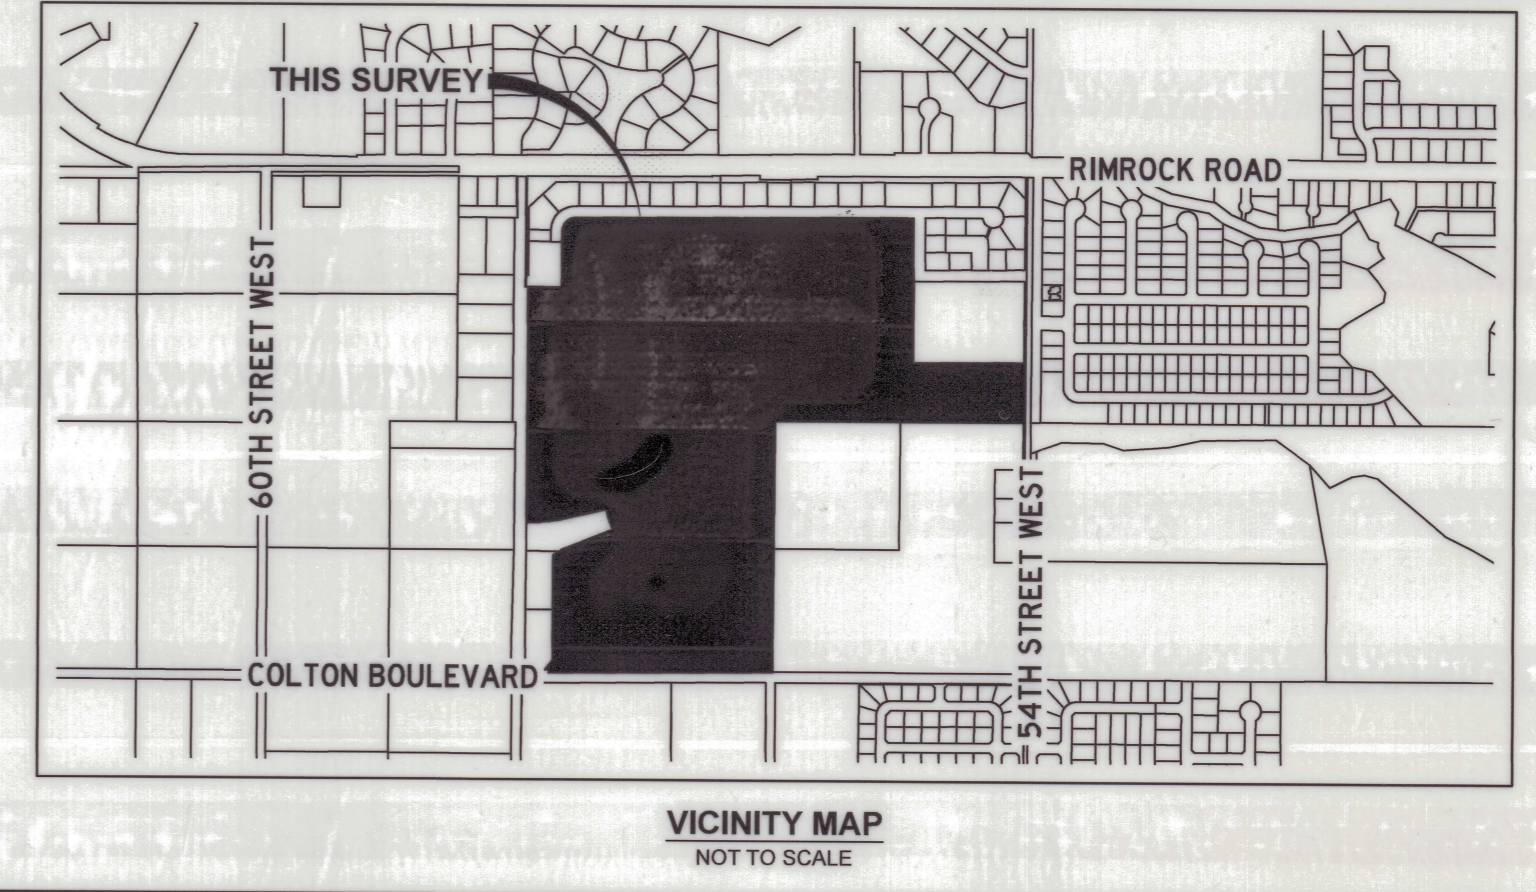 THIS SURVEY
RIMROCK ROAD
60TH STREET WEST
54TH STREET WEST
COLTON BOULEVARD
VICINITY MAP
NOT TO SCALE